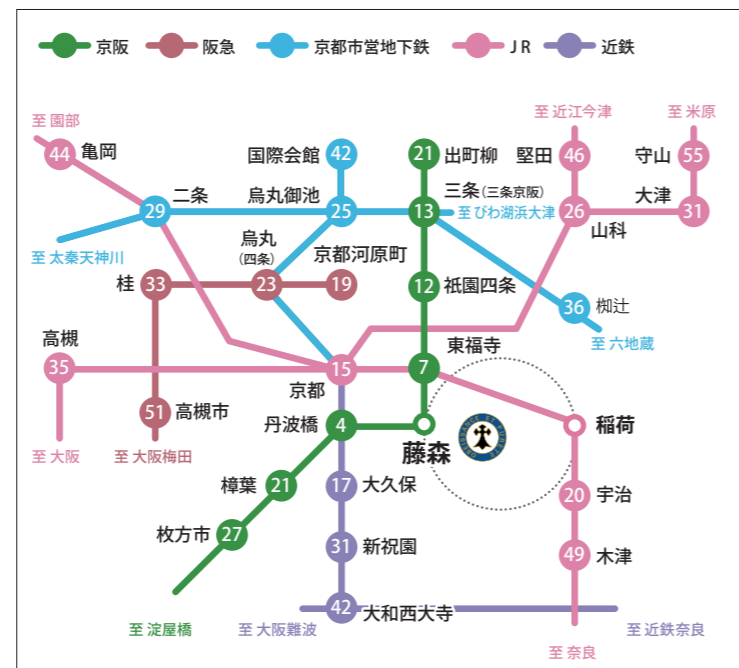 京阪 阪急 京都市営地下鉄 JR 近鉄
至 園部 至 近江今津 至 米原
44 亀岡 国際会館 42 21 出町柳 堅田 46 守山 55
二条 烏丸御池 三条(三条京阪) 大津
29 25 13 至 びわ湖浜大津 26 31
山科
至 太秦天神川 烏丸 京都河原町
(四条)
桂 33 23 19 12 祇園四条
36 椥辻
高槻 東福寺 至 六地蔵
35 15 7
京都
51 高槻市 丹波橋 4 稲荷
藤森
至 大阪 至 大阪梅田
樟葉 21 17 大久保 20 宇治
枚方市 27 31 新祝園 49 木津
42 大和西大寺
至 淀屋橋 至 大阪難波 至 近鉄奈良
至 奈良